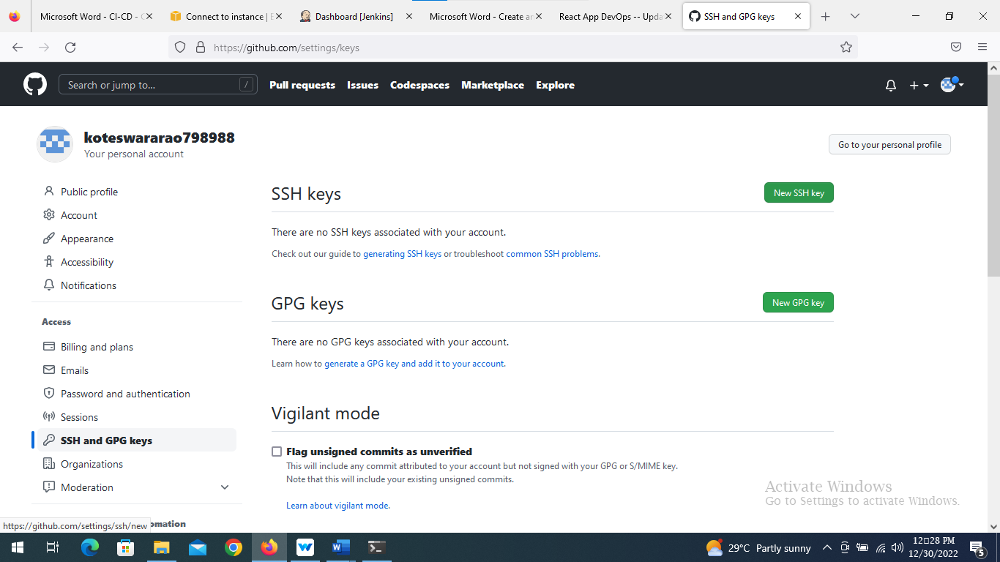 Microsoft Word - CI-CD - C
Connect to instance | E
Dashboard [Jenkins]
Microsoft Word - Create an
React App DevOps -- Upda
SSH and GPG keys
https://github.com/settings/keys
Search or jump to...
/
Pull requests
Issues
Codespaces
Marketplace
Explore
koteswararao798988
Your personal account
Go to your personal profile
Public profile
Account
Appearance
Accessibility
Notifications
Access
Billing and plans
Emails
Password and authentication
Sessions
SSH and GPG keys
Organizations
Moderation
omation
SSH keys
New SSH key
There are no SSH keys associated with your account.
Check out our guide to generating SSH keys or troubleshoot common SSH problems.
GPG keys
New GPG key
There are no GPG keys associated with your account.
Learn how to generate a GPG key and add it to your account.
Vigilant mode
Flag unsigned commits as unverified
This will include any commit attributed to your account but not signed with your GPG or S/MIME key.
Note that this will include your existing unsigned commits.
Learn about vigilant mode.
Activate Windows
Go to Settings to activate Windows.
https://github.com/settings/ssh/new
29°C Partly sunny
12▯28 PM
12/30/2022
5